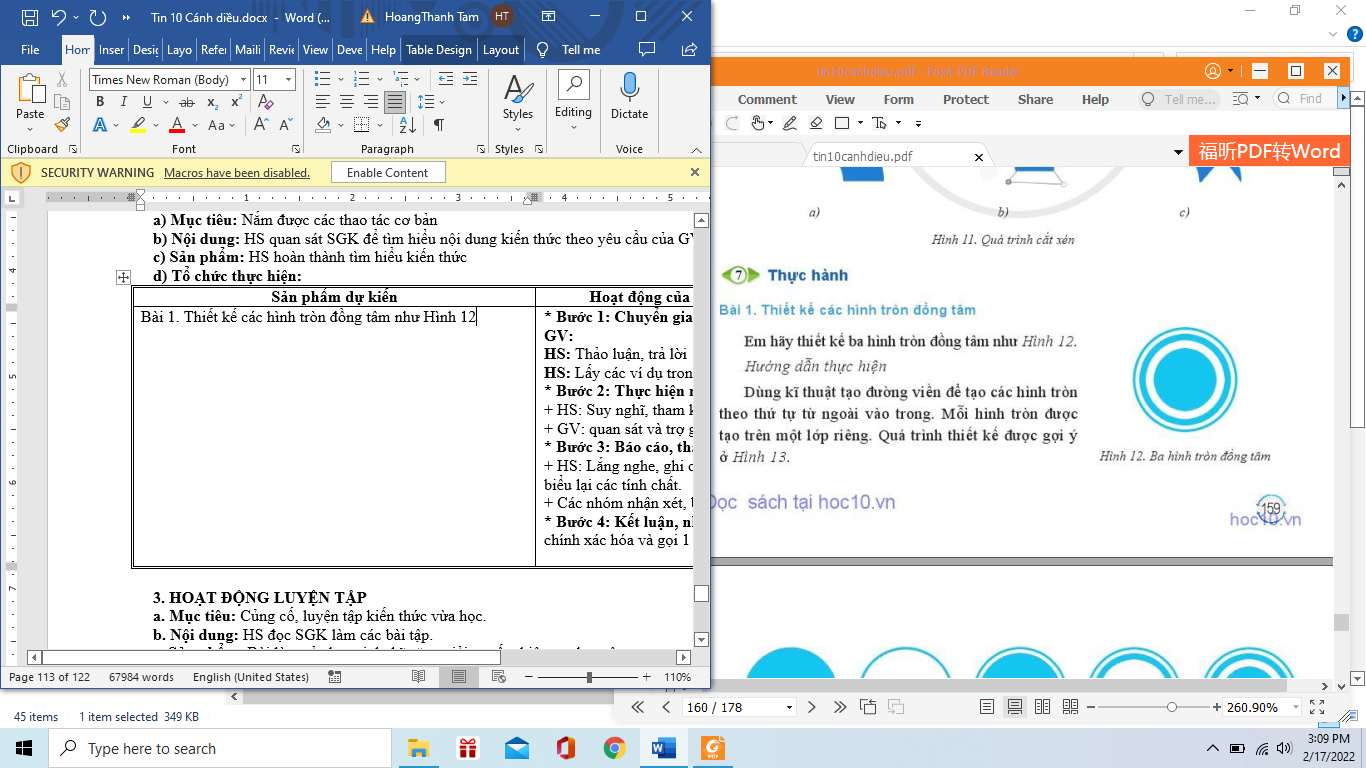 Tin 10 Cánh diều.docx - Word (...
HoangThanh Tam
HT
File
Hom
Inser
Desig
Layo
Refer
Maili
Revie
View
Deve
Help
Table Design
Layout
Tell me
Times New Roman (Body)
11
Paste
Styles
Editing
Dictate
Clipboard
Font
Paragraph
Styles
Voice
SECURITY WARNING Macros have been disabled.
Enable Content
a) Mục tiêu: Nắm được các thao tác cơ bản
b) Nội dung: HS quan sát SGK để tìm hiểu nội dung kiến thức theo yêu cầu của GV
c) Sản phẩm: HS hoàn thành tìm hiểu kiến thức
d) Tổ chức thực hiện:
Sản phẩm dự kiến
Hoạt động của
Bài 1. Thiết kế các hình tròn đồng tâm như Hình 12
* Bước 1: Chuyển gia
GV:
HS: Thảo luận, trả lời
HS: Lấy các ví dụ tron
* Bước 2: Thực hiện n
+ HS: Suy nghĩ, tham k
+ GV: quan sát và trợ g
* Bước 3: Báo cáo, thả
+ HS: Lắng nghe, ghi c
biểu lại các tính chất.
+ Các nhóm nhận xét, b
* Bước 4: Kết luận, nh
chính xác hóa và gọi 1
3. HOẠT ĐỘNG LUYỆN TẬP
a. Mục tiêu: Củng cố, luyện tập kiến thức vừa học.
b. Nội dung: HS đọc SGK làm các bài tập.
Page 113 of 122
67984 words
English (United States)
110%
45 items
1 item selected 349 KB
tin10canhdieu.pdf - Foxit PDF Reader
Comment
View
Form
Protect
Share
Help
Tell me...
Find
tin10canhdieu.pdf
福昕PDF转Word
a)
b)
c)
Hình 11. Quá trình cắt xén
7 Thực hành
Bài 1. Thiết kế các hình tròn đồng tâm
Em hãy thiết kế ba hình tròn đồng tâm như Hình 12.
Hướng dẫn thực hiện
Dùng kĩ thuật tạo đường viền để tạo các hình tròn
theo thứ tự từ ngoài vào trong. Mỗi hình tròn được
tạo trên một lớp riêng. Quá trình thiết kế được gợi ý
ở Hình 13.
Hình 12. Ba hình tròn đồng tâm
Đọc sách tại hoc10.vn
159
hoc10.vn
160 / 178
260.90%
Type here to search
3:09 PM
2/17/2022